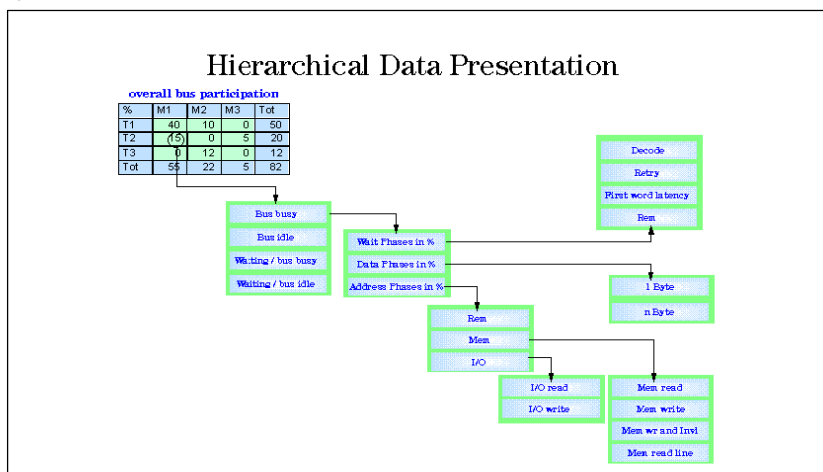 Hierarchical Data Presentation
overall bus participation
% M1 M2 M3 Tot
T1 40 10 0 50
T2 15 0 5 20
T3 0 12 0 12
Tot 55 22 5 82
Decode
Retry
First word latency
Rem
Bus busy
Bus idle
Waiting / bus busy
Waiting / bus idle
Wait Phases in %
Data Phases in %
Address Phases in %
1 Byte
n Byte
Rem
Mem
I/O
I/O read
I/O write
Mem read
Mem write
Mem wr and Invl
Mem read line